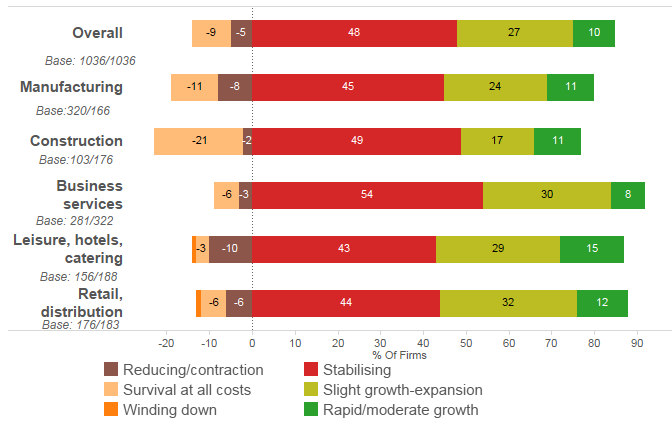 Overall
Base: 1036/1036
-9 -5 48 27 10
Manufacturing
Base:320/166
-11 -8 45 24 11
Construction
Base:103/176
-21 -2 49 17 11
Business
services
Base: 281/322
-6 -3 54 30 8
Leisure, hotels,
catering
Base: 156/188
-3 -10 43 29 15
Retail,
distribution
Base: 176/183
-6 -6 44 32 12
-20 -10 0 10 20 30 40 50 60 70 80 90
% Of Firms
Reducing/contraction
Survival at all costs
Winding down
Stabilising
Slight growth-expansion
Rapid/moderate growth